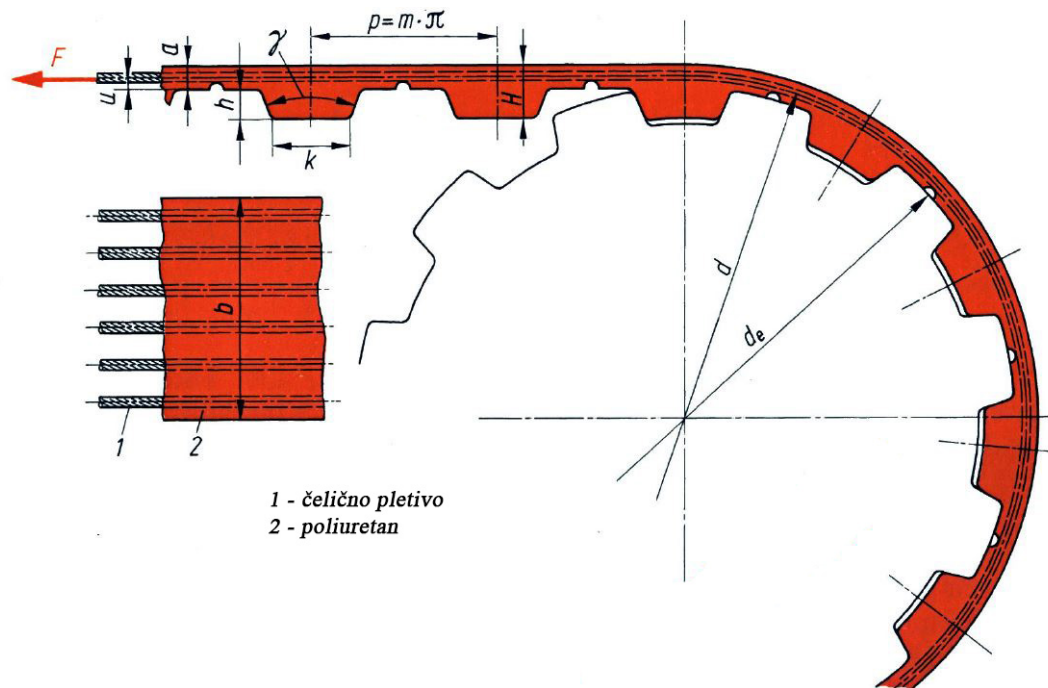 p = m · π
F
a
γ
u
h
H
k
b
d
dₑ
1
2
1 - čelično pletivo
2 - poliuretan